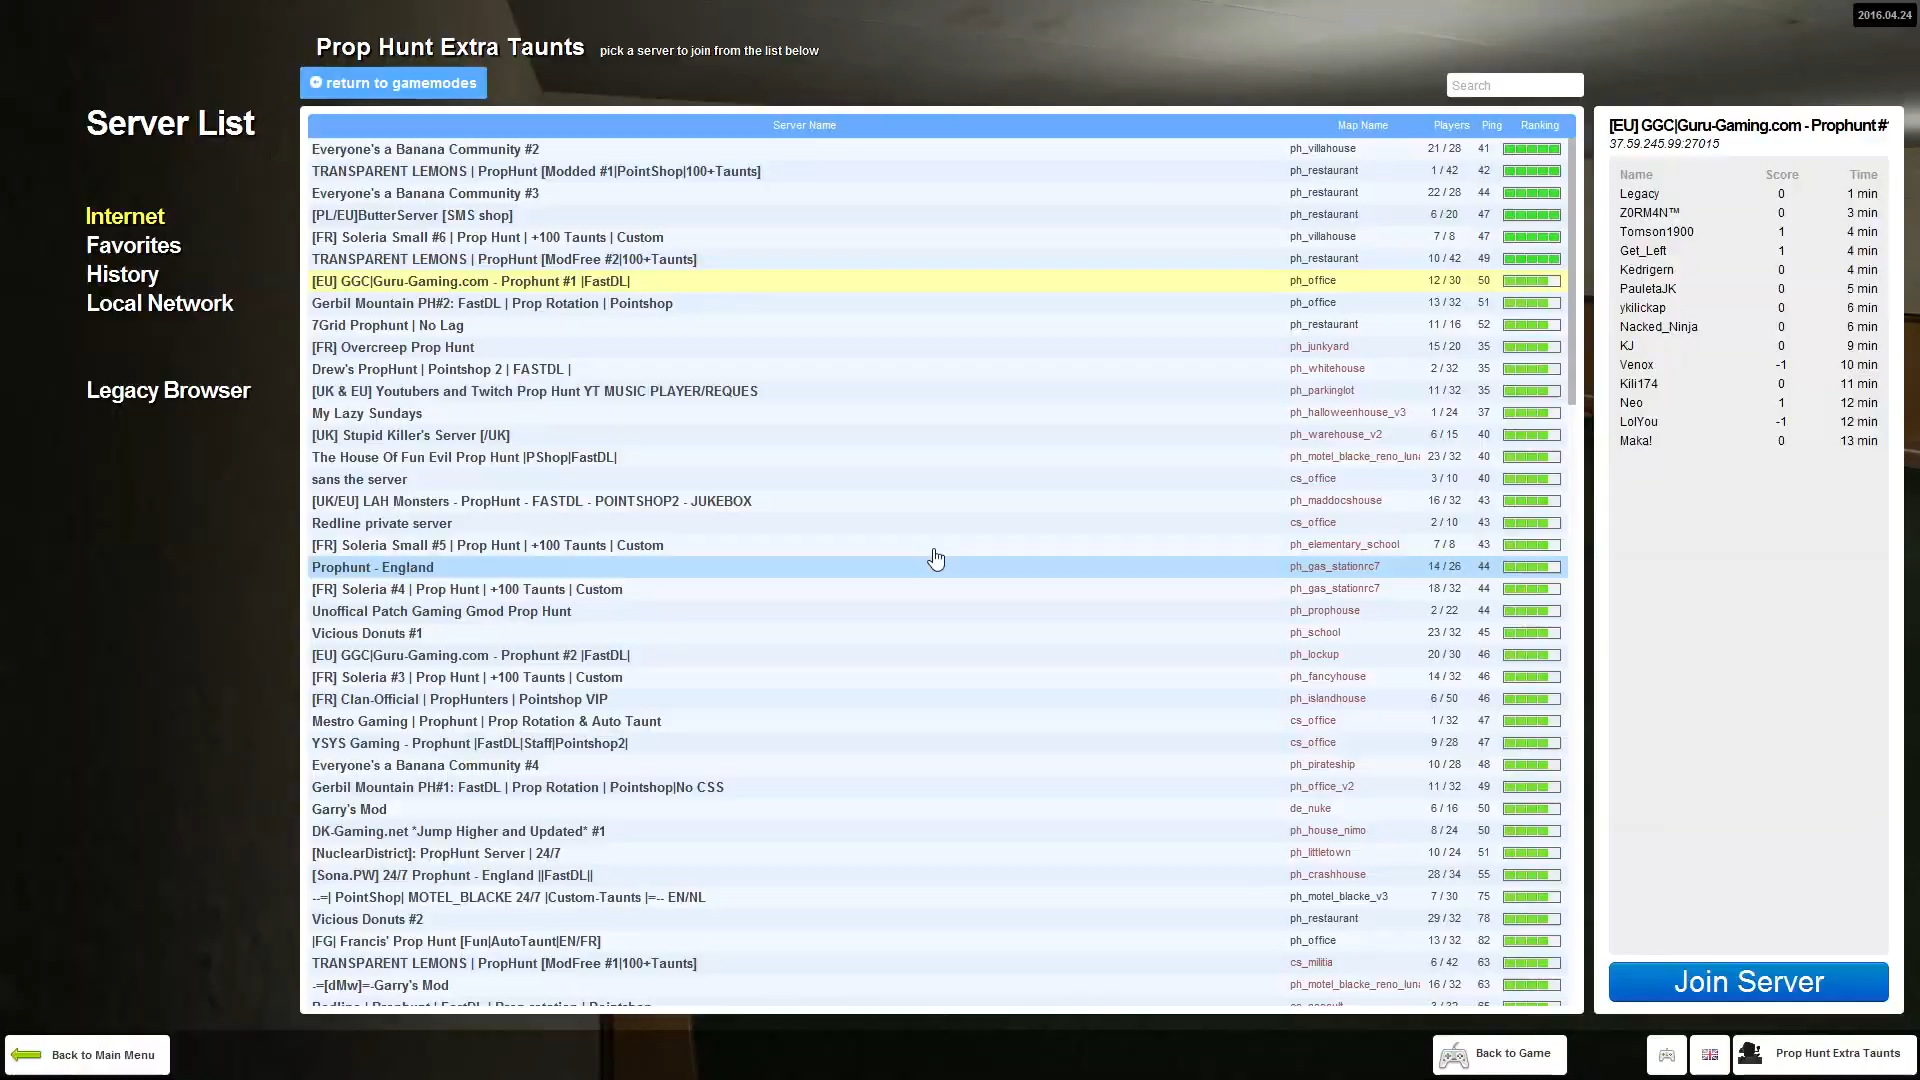 2016.04.24
Prop Hunt Extra Taunts pick a server to join from the list below
return to gamemodes
Search
Server List
Internet
Favorites
History
Local Network
Legacy Browser
Server Name Map Name Players Ping Ranking
Everyone's a Banana Community #2 ph_villahouse 21 / 28 41
TRANSPARENT LEMONS | PropHunt [Modded #1|PointShop|100+Taunts] ph_restaurant 1 / 42 42
Everyone's a Banana Community #3 ph_restaurant 22 / 28 44
[PL/EU]ButterServer [SMS shop] ph_restaurant 6 / 20 47
[FR] Soleria Small #6 | Prop Hunt | +100 Taunts | Custom ph_villahouse 7 / 8 47
TRANSPARENT LEMONS | PropHunt [ModFree #2|100+Taunts] ph_restaurant 10 / 42 49
[EU] GGC|Guru-Gaming.com - Prophunt #1 |FastDL| ph_office 12 / 30 50
Gerbil Mountain PH#2: FastDL | Prop Rotation | Pointshop ph_office 13 / 32 51
7Grid Prophunt | No Lag ph_restaurant 11 / 16 52
[FR] Overcreep Prop Hunt ph_junkyard 15 / 20 35
Drew's PropHunt | Pointshop 2 | FASTDL | ph_whitehouse 2 / 32 35
[UK & EU] Youtubers and Twitch Prop Hunt YT MUSIC PLAYER/REQUES ph_parkinglot 11 / 32 35
My Lazy Sundays ph_halloweenhouse_v3 1 / 24 37
[UK] Stupid Killer's Server [/UK] ph_warehouse_v2 6 / 15 40
The House Of Fun Evil Prop Hunt |PShop|FastDL| ph_motel_blacke_reno_luna 23 / 32 40
sans the server cs_office 3 / 10 40
[UK/EU] LAH Monsters - PropHunt - FASTDL - POINTSHOP2 - JUKEBOX ph_maddocshouse 16 / 32 43
Redline private server cs_office 2 / 10 43
[FR] Soleria Small #5 | Prop Hunt | +100 Taunts | Custom ph_elementary_school 7 / 8 43
Prophunt - England ph_gas_stationrc7 14 / 26 44
[FR] Soleria #4 | Prop Hunt | +100 Taunts | Custom ph_gas_stationrc7 18 / 32 44
Unoffical Patch Gaming Gmod Prop Hunt ph_prophouse 2 / 22 44
Vicious Donuts #1 ph_school 23 / 32 45
[EU] GGC|Guru-Gaming.com - Prophunt #2 |FastDL| ph_lockup 20 / 30 46
[FR] Soleria #3 | Prop Hunt | +100 Taunts | Custom ph_fancyhouse 14 / 32 46
[FR] Clan-Official | PropHunters | Pointshop VIP ph_islandhouse 6 / 50 46
Mestro Gaming | Prophunt | Prop Rotation & Auto Taunt cs_office 1 / 32 47
YSYS Gaming - Prophunt |FastDL|Staff|Pointshop2| cs_office 9 / 28 47
Everyone's a Banana Community #4 ph_pirateship 10 / 28 48
Gerbil Mountain PH#1: FastDL | Prop Rotation | Pointshop|No CSS ph_office_v2 11 / 32 49
Garry's Mod de_nuke 6 / 16 50
DK-Gaming.net *Jump Higher and Updated* #1 ph_house_nimo 8 / 24 50
[NuclearDistrict]: PropHunt Server | 24/7 ph_littletown 10 / 24 51
[Sona.PW] 24/7 Prophunt - England ||FastDL|| ph_crashhouse 28 / 34 55
--=| PointShop| MOTEL_BLACKE 24/7 |Custom-Taunts |=-- EN/NL ph_motel_blacke_v3 7 / 30 75
Vicious Donuts #2 ph_restaurant 29 / 32 78
|FG| Francis' Prop Hunt [Fun|AutoTaunt|EN/FR] ph_office 13 / 32 82
TRANSPARENT LEMONS | PropHunt [ModFree #1|100+Taunts] cs_militia 6 / 42 63
-=[dMw]=-Garry's Mod ph_motel_blacke_reno_luna 16 / 32 63
Redline | Prophunt | FastDL | Prop rotation | Pointshop cs_assault 3 / 32 65
[EU] GGC|Guru-Gaming.com - Prophunt #
37.59.245.99:27015
Name Score Time
Legacy 0 1 min
Z0RM4N™ 0 3 min
Tomson1900 1 4 min
Get_Left 1 4 min
Kedrigern 0 4 min
PauletaJK 0 5 min
ykilickap 0 6 min
Nacked_Ninja 0 6 min
KJ 0 9 min
Venox -1 10 min
Kili174 0 11 min
Neo 1 12 min
LolYou -1 12 min
Maka! 0 13 min
Join Server
Back to Main Menu
Back to Game
Prop Hunt Extra Taunts